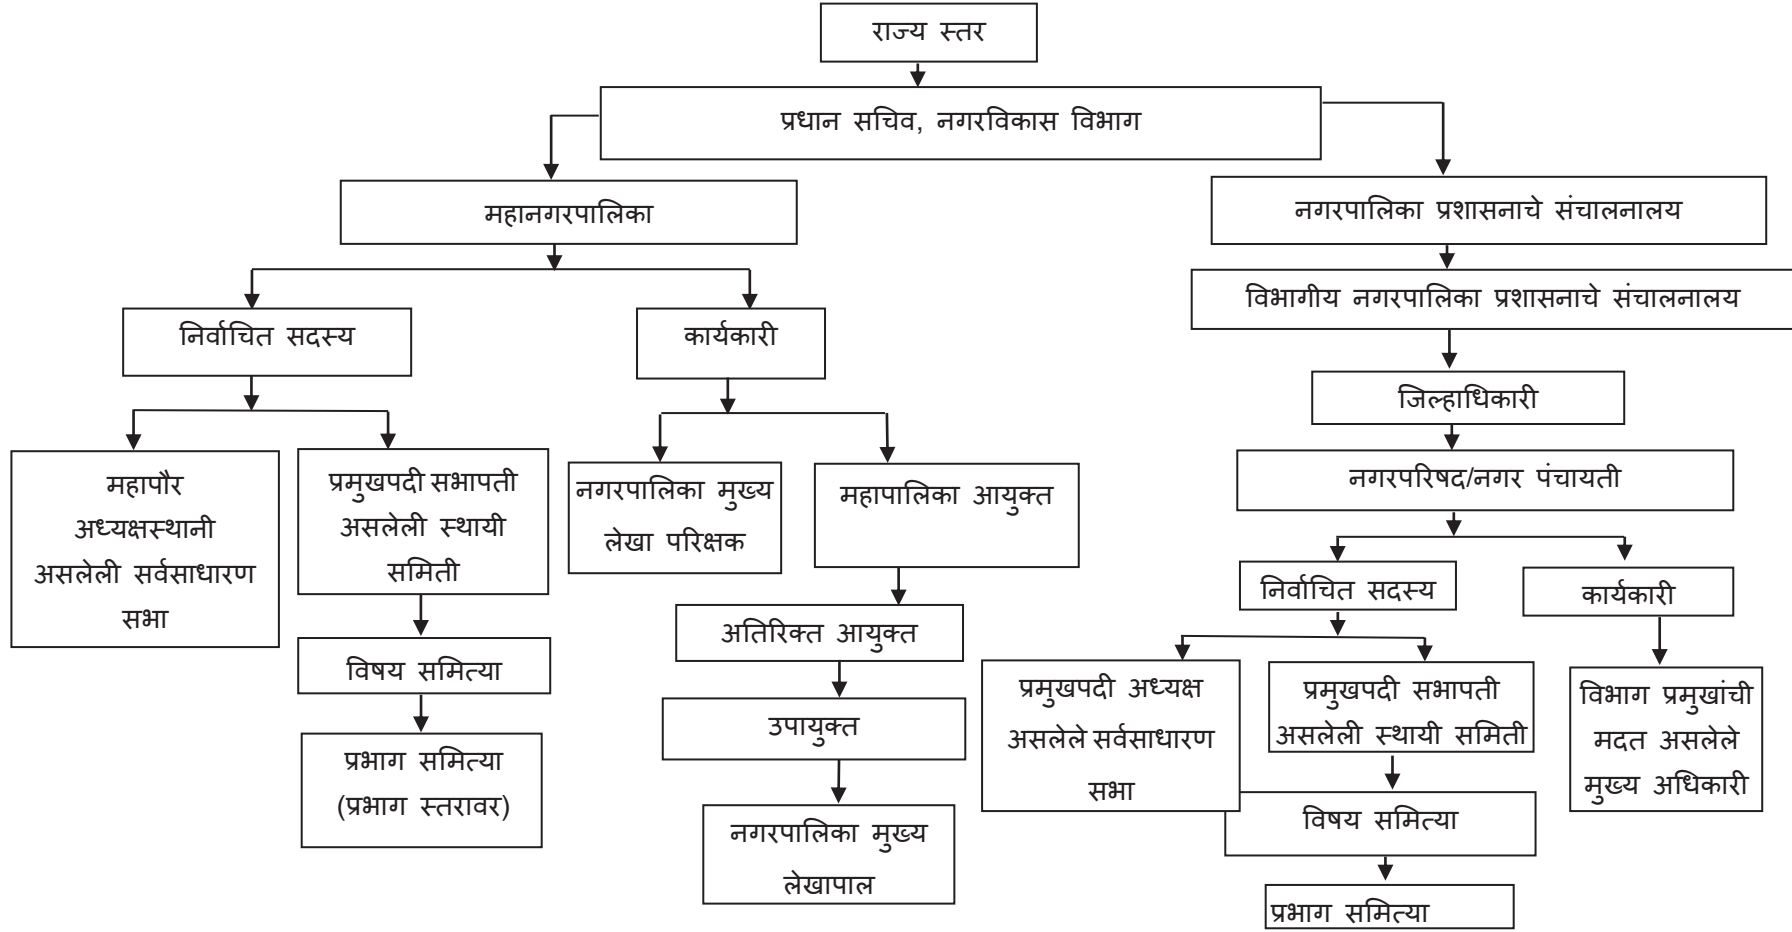 राज्य स्तर
प्रधान सचिव, नगरविकास विभाग
महानगरपालिका
नगरपालिका प्रशासनाचे संचालनालय
विभागीय नगरपालिका प्रशासनाचे संचालनालय
निर्वाचित सदस्य
कार्यकारी
जिल्हाधिकारी
महापौर
अध्यक्षस्थानी
असलेली सर्वसाधारण
सभा
प्रमुखपदी सभापती
असलेली स्थायी
समिती
नगरपालिका मुख्य
लेखा परिक्षक
महापालिका आयुक्त
नगरपरिषद/नगर पंचायती
निर्वाचित सदस्य
कार्यकारी
विषय समित्या
अतिरिक्त आयुक्त
प्रभाग समित्या
(प्रभाग स्तरावर)
उपायुक्त
नगरपालिका मुख्य
लेखापाल
प्रमुखपदी अध्यक्ष
असलेले सर्वसाधारण
सभा
प्रमुखपदी सभापती
असलेली स्थायी समिती
विभाग प्रमुखांची
मदत असलेले
मुख्य अधिकारी
विषय समित्या
प्रभाग समित्या